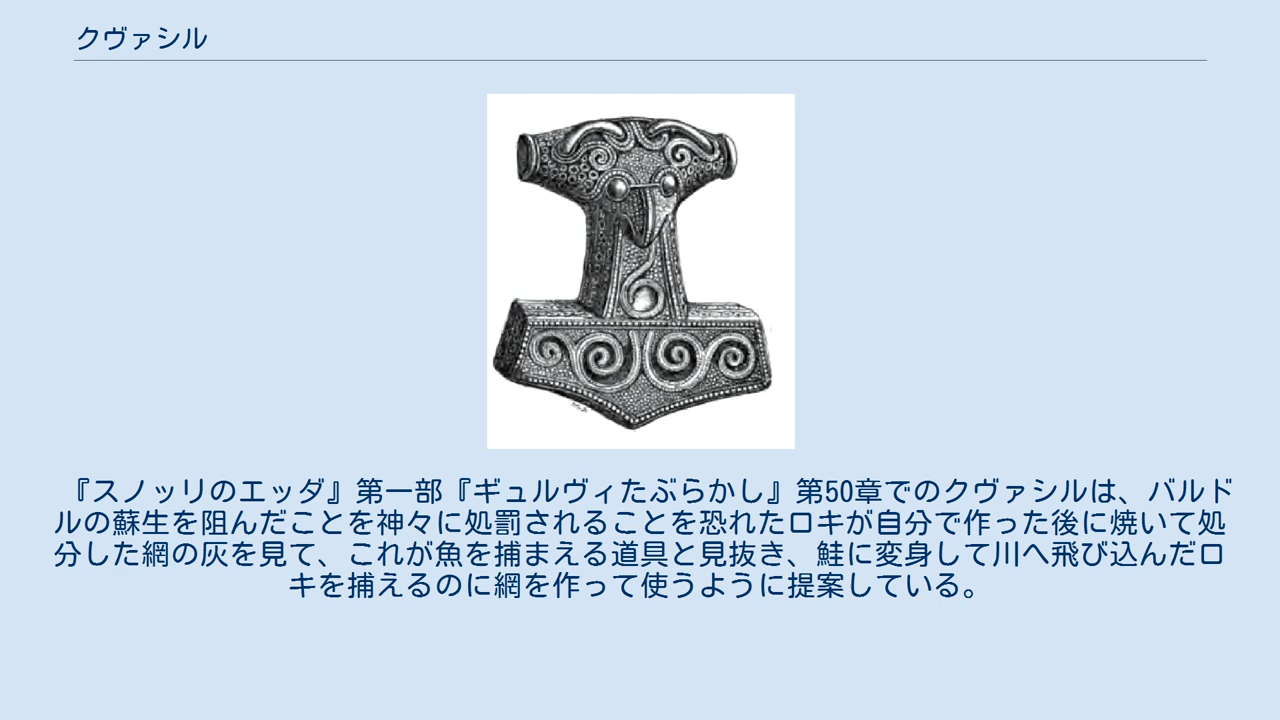 クヴァシル
『スノッリのエッダ』第一部『ギュルヴィたぶらかし』第50章でのクヴァシルは、バルド
ルの蘇生を阻んだことを神々に処罰されることを恐れたロキが自分で作った後に焼いて処
分した網の灰を見て、これが魚を捕まえる道具と見抜き、鮭に変身して川へ飛び込んだロ
キを捕えるのに網を作って使うように提案している。